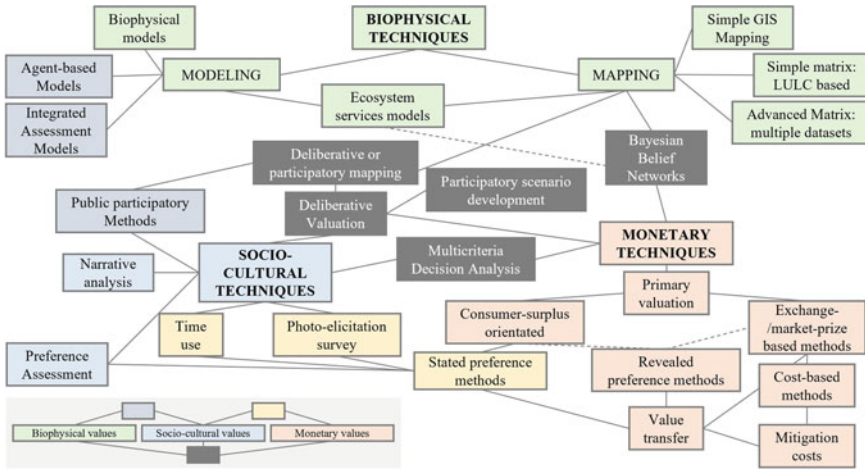 Biophysical
models
BIOPHYSICAL
TECHNIQUES
Simple GIS
Mapping
Agent-based
Models
MODELING
MAPPING
Simple matrix:
LULC based
Integrated
Assessment
Models
Ecosystem
services models
Advanced Matrix:
multiple datasets
Deliberative or
participatory mapping
Bayesian
Belief
Networks
Participatory scenario
development
Public participatory
Methods
Deliberative
Valuation
SOCIO-
CULTURAL
TECHNIQUES
MONETARY
TECHNIQUES
Narrative
analysis
Multicriteria
Decision Analysis
Primary
valuation
Time
use
Photo-elicitation
survey
Consumer-surplus
orientated
Exchange-
/market-prize
based methods
Preference
Assessment
Stated preference
methods
Revealed
preference methods
Cost-based
methods
Value
transfer
Mitigation
costs
Biophysical values
Socio-cultural values
Monetary values